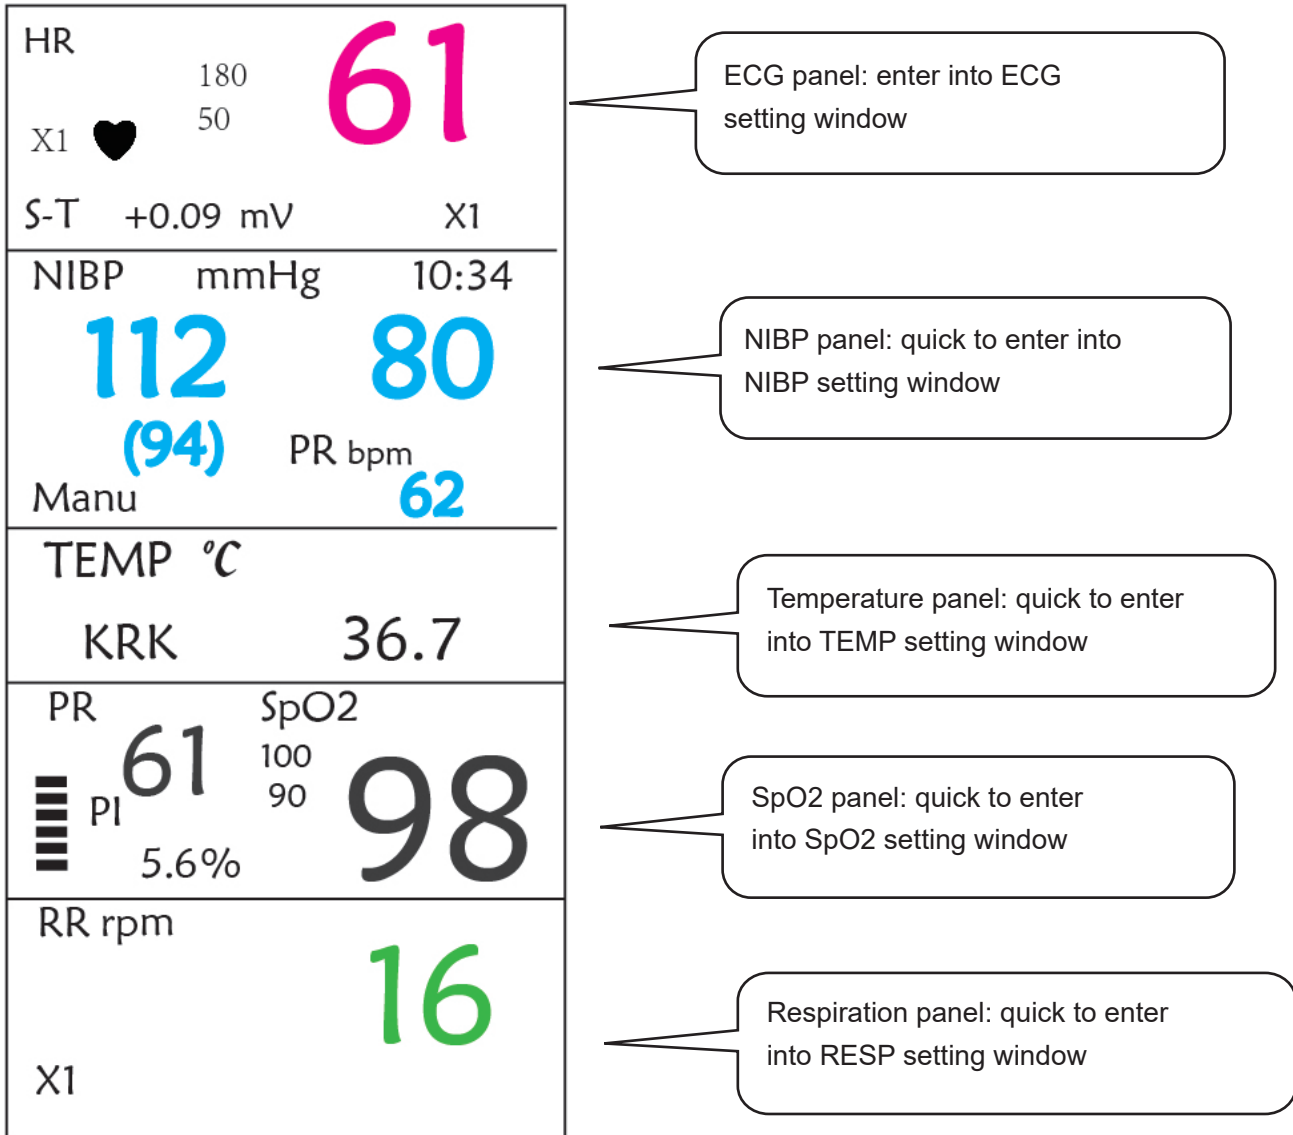 HR
180
61
50
X1
S-T +0.09 mV X1
ECG panel: enter into ECG
setting window
NIBP mmHg 10:34
112 80
(94) PR bpm
Manu 62
NIBP panel: quick to enter into
NIBP setting window
TEMP °C
KRK 36.7
Temperature panel: quick to enter
into TEMP setting window
PR SpO2
61 100
90 98
PI
5.6%
SpO2 panel: quick to enter
into SpO2 setting window
RR rpm
16
X1
Respiration panel: quick to enter
into RESP setting window